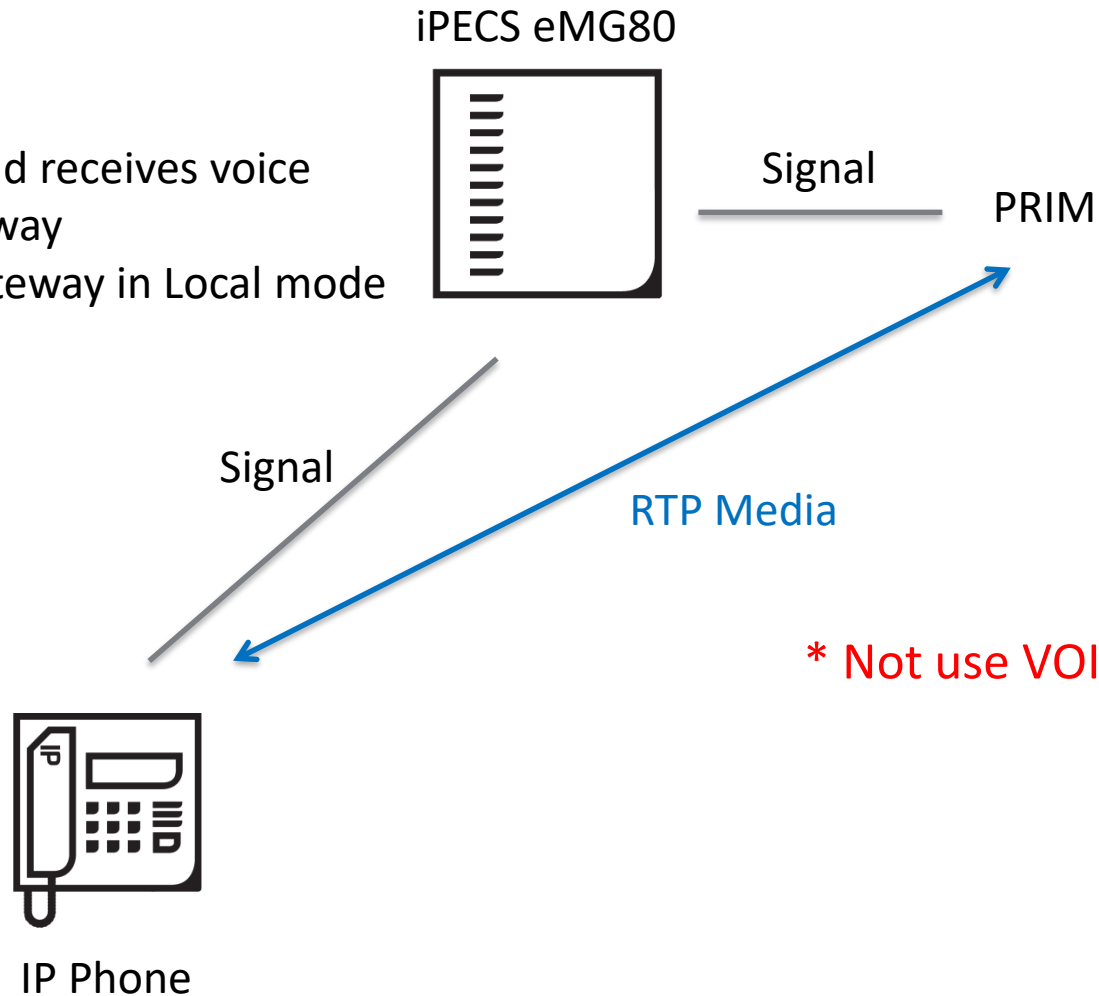 iPECS eMG80
d receives voice
way
teway in Local mode
Signal
PRIM
Signal
RTP Media
* Not use VOI
IP
IP Phone